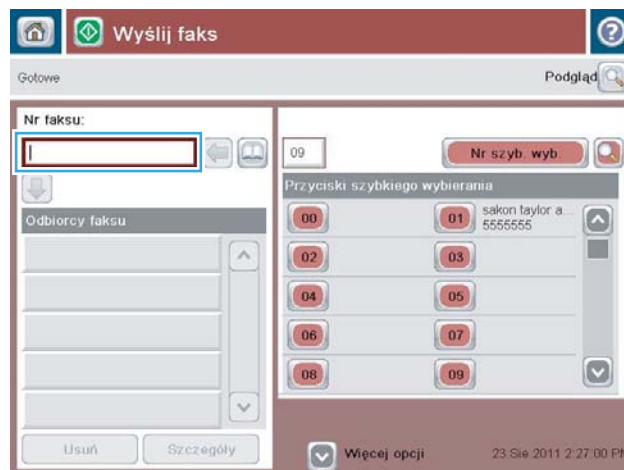 Wyślij faks
Gotowe
Podgląd
Nr faksu:
09
Nr szyb. wyb.
Przyciski szybkiego wybierania
Odbiorcy faksu
00
01 sakon taylor a...
5555555
02 03
04 05
06 07
08 09
Usuń Szczegóły
Więcej opcji
23 Sie 2011 2:27:00 PM